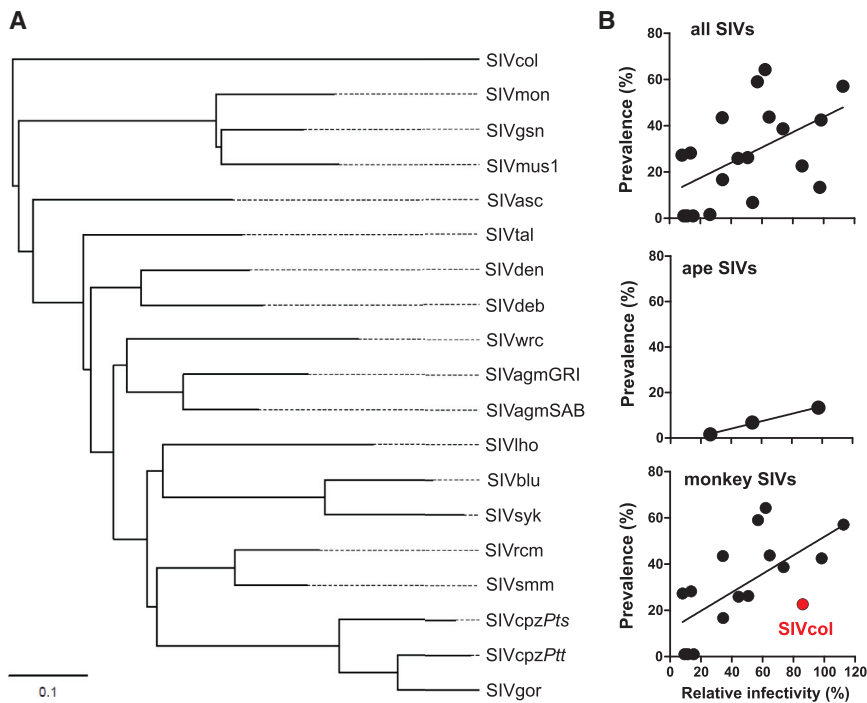 A
SIVcol
SIVmon
SIVgsn
SIVmus1
SIVasc
SIVtal
SIVden
SIVdeb
SIVwrc
SIVagmGRI
SIVagmSAB
SIVlho
SIVblu
SIVsyk
SIVrcm
SIVsmm
SIVcpzPts
SIVcpzPtt
SIVgor
0.1
B
all SIVs
Prevalence (%)
80
60
40
20
0
ape SIVs
Prevalence (%)
80
60
40
20
0
monkey SIVs
Prevalence (%)
80
60
40
20
0
SIVcol
0 20 40 60 80 100 120
Relative infectivity (%)